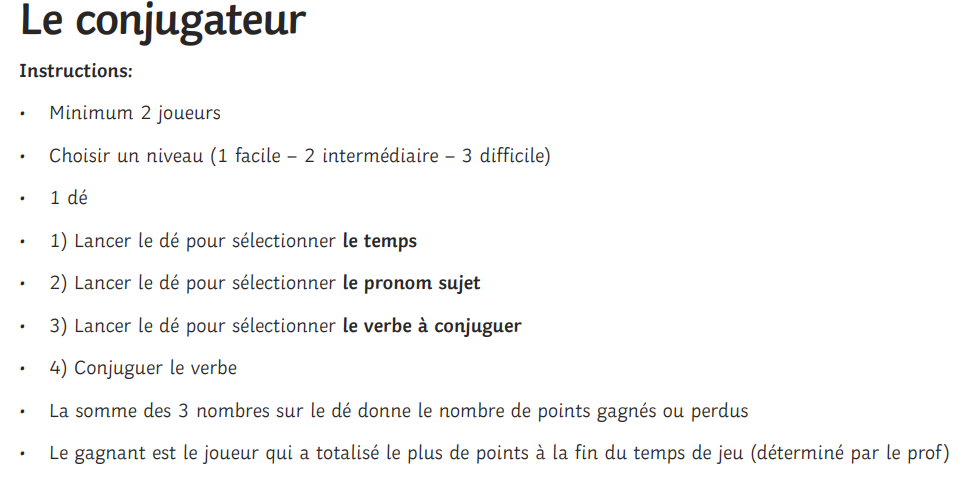 Le conjugateur
Instructions:
• Minimum 2 joueurs
• Choisir un niveau (1 facile – 2 intermédiaire – 3 difficile)
• 1 dé
• 1) Lancer le dé pour sélectionner le temps
• 2) Lancer le dé pour sélectionner le pronom sujet
• 3) Lancer le dé pour sélectionner le verbe à conjuguer
• 4) Conjuguer le verbe
• La somme des 3 nombres sur le dé donne le nombre de points gagnés ou perdus
• Le gagnant est le joueur qui a totalisé le plus de points à la fin du temps de jeu (déterminé par le prof)